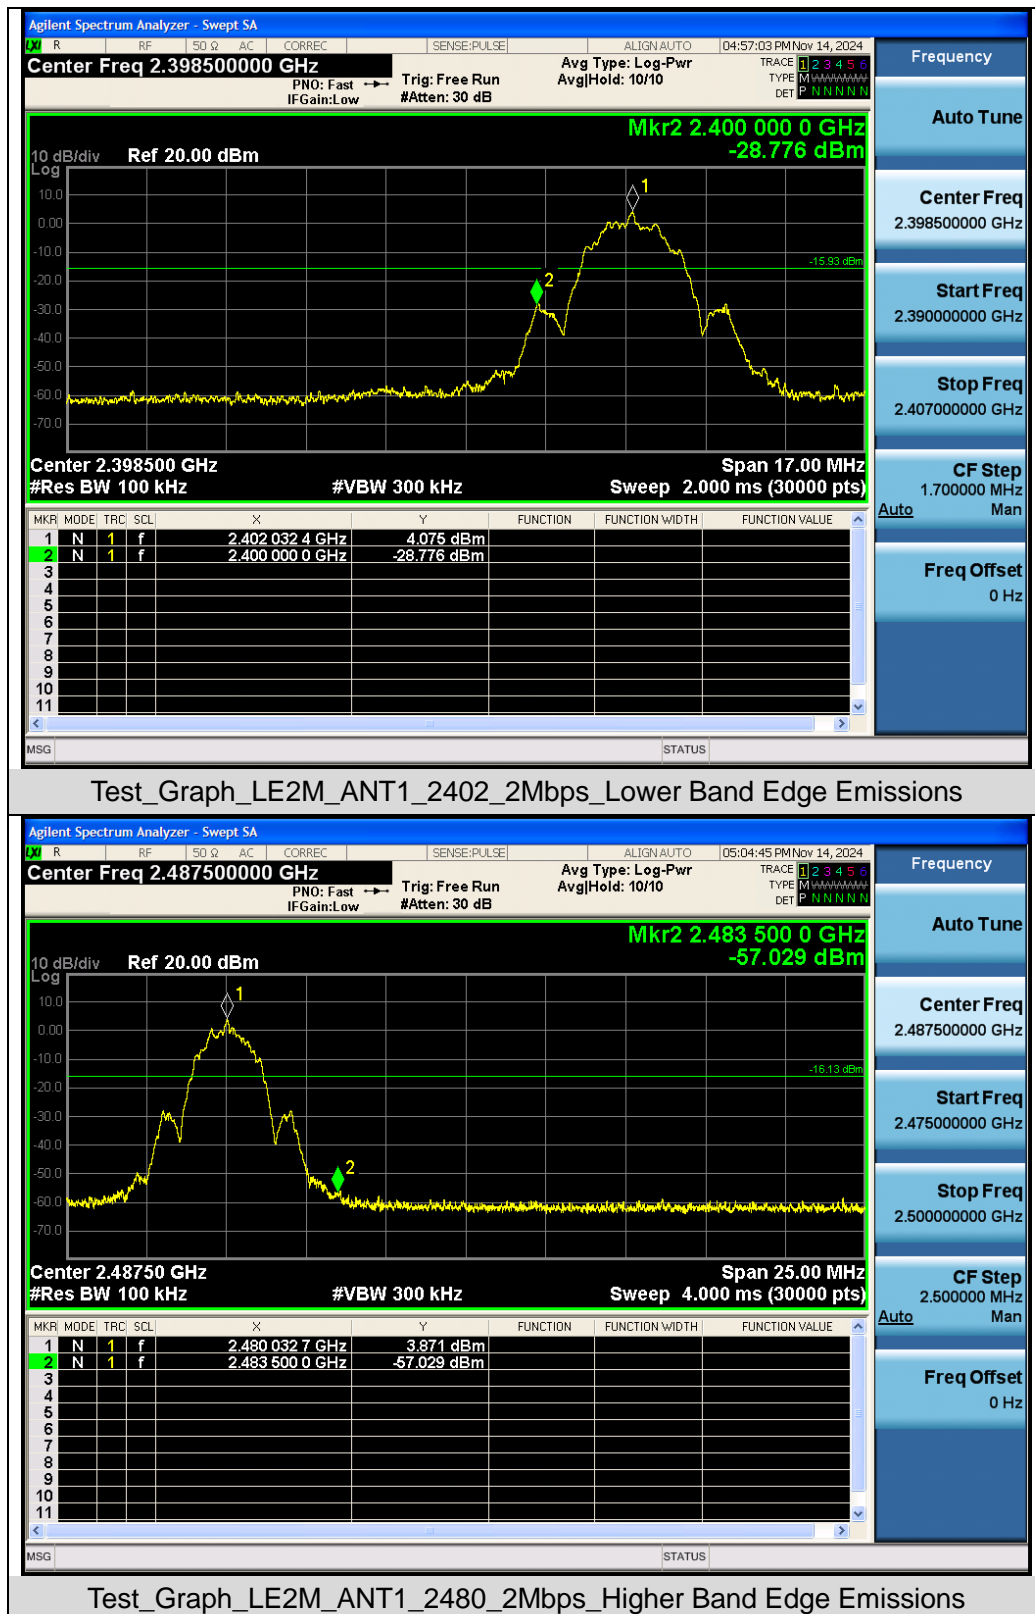 Agilent Spectrum Analyzer - Swept SA
LXI R RF 50 Ω AC CORREC SENSE:PULSE ALIGN AUTO 04:57:03 PM Nov 14, 2024
Center Freq 2.398500000 GHz
PNO: Fast
IFGain:Low
Trig: Free Run
#Atten: 30 dB
Avg Type: Log-Pwr
Avg|Hold: 10/10
TRACE 1 2 3 4 5 6
TYPE M WWWWW
DET P N N N N N
Mkr2 2.400 000 0 GHz
-28.776 dBm
10 dB/div Ref 20.00 dBm
Log
10.0
0.00
-10.0
-20.0
-30.0
-40.0
-50.0
-60.0
-70.0
1
2
-15.93 dBm
Center 2.398500 GHz Span 17.00 MHz
#Res BW 100 kHz #VBW 300 kHz Sweep 2.000 ms (30000 pts)
MKR MODE TRC SCL X Y FUNCTION FUNCTION WIDTH FUNCTION VALUE
1 N 1 f 2.402 032 4 GHz 4.075 dBm
2 N 1 f 2.400 000 0 GHz -28.776 dBm
3
4
5
6
7
8
9
10
11
MSG STATUS
Frequency
Auto Tune
Center Freq
2.398500000 GHz
Start Freq
2.390000000 GHz
Stop Freq
2.407000000 GHz
CF Step
1.700000 MHz
Auto Man
Freq Offset
0 Hz
Test_Graph_LE2M_ANT1_2402_2Mbps_Lower Band Edge Emissions
Agilent Spectrum Analyzer - Swept SA
LXI R RF 50 Ω AC CORREC SENSE:PULSE ALIGN AUTO 05:04:45 PM Nov 14, 2024
Center Freq 2.487500000 GHz
PNO: Fast
IFGain:Low
Trig: Free Run
#Atten: 30 dB
Avg Type: Log-Pwr
Avg|Hold: 10/10
TRACE 1 2 3 4 5 6
TYPE M WWWWW
DET P N N N N N
Mkr2 2.483 500 0 GHz
-57.029 dBm
10 dB/div Ref 20.00 dBm
Log
10.0
0.00
-10.0
-20.0
-30.0
-40.0
-50.0
-60.0
-70.0
1
2
-16.13 dBm
Center 2.48750 GHz Span 25.00 MHz
#Res BW 100 kHz #VBW 300 kHz Sweep 4.000 ms (30000 pts)
MKR MODE TRC SCL X Y FUNCTION FUNCTION WIDTH FUNCTION VALUE
1 N 1 f 2.480 032 7 GHz 3.871 dBm
2 N 1 f 2.483 500 0 GHz -57.029 dBm
3
4
5
6
7
8
9
10
11
MSG STATUS
Frequency
Auto Tune
Center Freq
2.487500000 GHz
Start Freq
2.475000000 GHz
Stop Freq
2.500000000 GHz
CF Step
2.500000 MHz
Auto Man
Freq Offset
0 Hz
Test_Graph_LE2M_ANT1_2480_2Mbps_Higher Band Edge Emissions